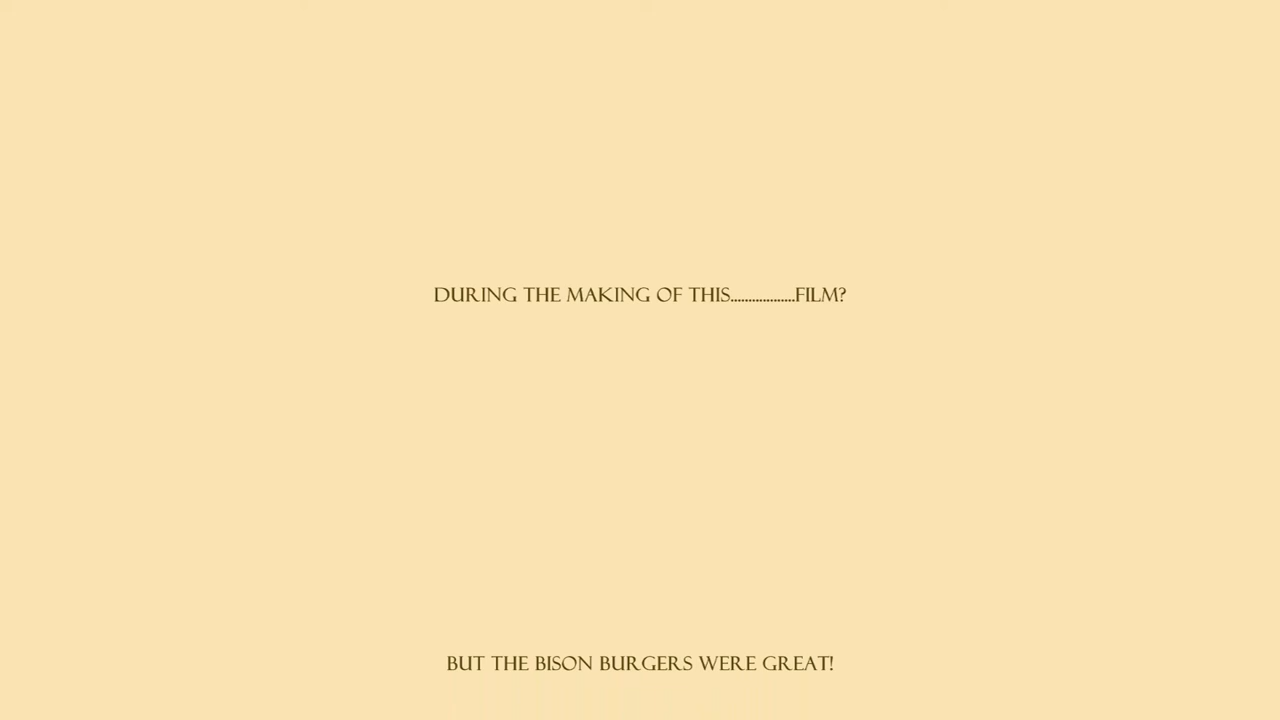 DURING THE MAKING OF THIS..................FILM?
BUT THE BISON BURGERS WERE GREAT!